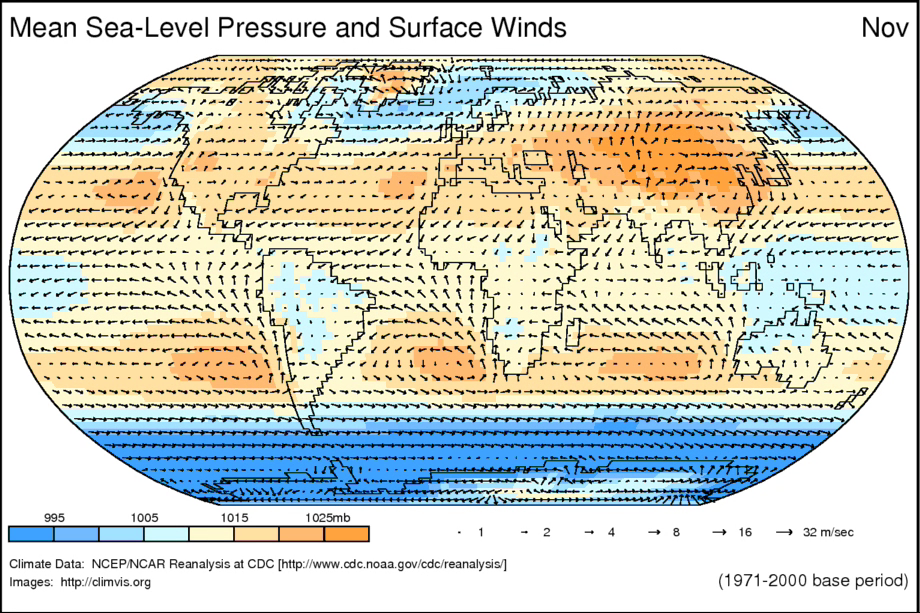 Mean Sea-Level Pressure and Surface Winds Nov
995 1005 1015 1025mb 1 2 4 8 16 32 m/sec
Climate Data: NCEP/NCAR Reanalysis at CDC [http://www.cdc.noaa.gov/cdc/reanalysis/]
Images: http://climvis.org (1971-2000 base period)